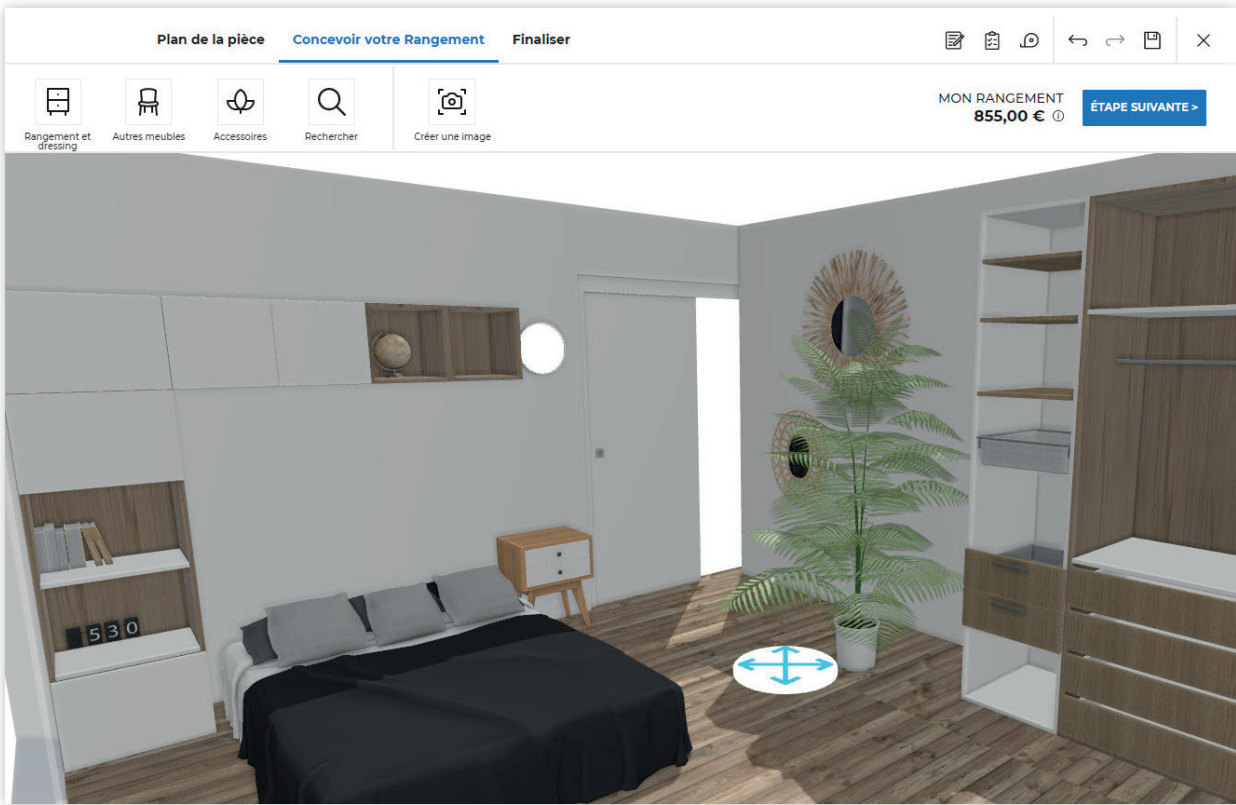 Plan de la pièce
Concevoir votre Rangement
Finaliser
Rangement et
dressing
Autres meubles
Accessoires
Rechercher
Créer une image
MON RANGEMENT
855,00 €
ÉTAPE SUIVANTE >
530